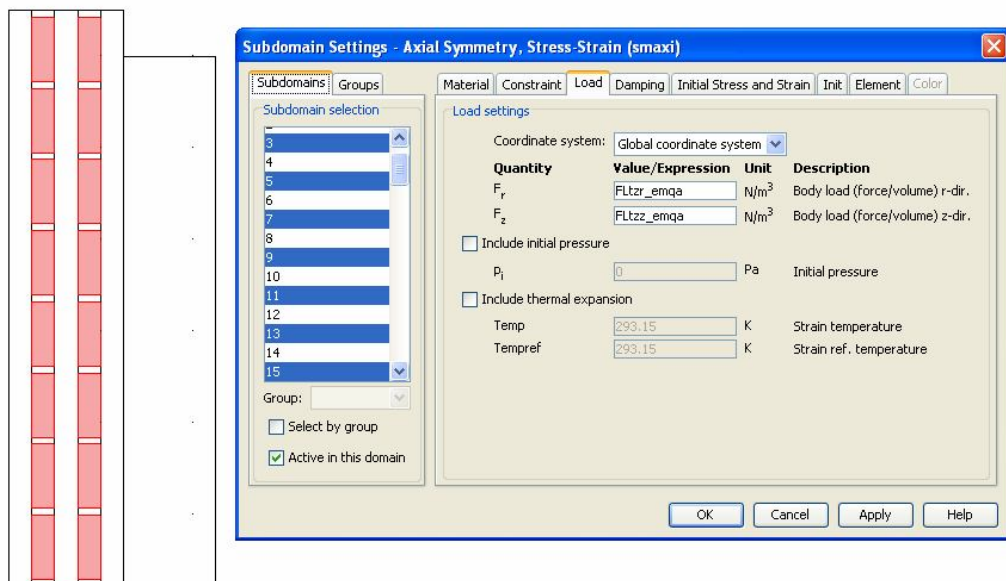 Subdomain Settings - Axial Symmetry, Stress-Strain (smaxi)
Subdomains Groups
Material Constraint Load Damping Initial Stress and Strain Init Element Color
Subdomain selection
3
4
5
6
7
8
9
10
11
12
13
14
15
Group:
Select by group
Active in this domain
Load settings
Coordinate system: Global coordinate system
Quantity Value/Expression Unit Description
Fr FLtzr_emqa N/m³ Body load (force/volume) r-dir.
Fz FLtzz_emqa N/m³ Body load (force/volume) z-dir.
Include initial pressure
pi 0 Pa Initial pressure
Include thermal expansion
Temp 293.15 K Strain temperature
Tempref 293.15 K Strain ref. temperature
OK Cancel Apply Help